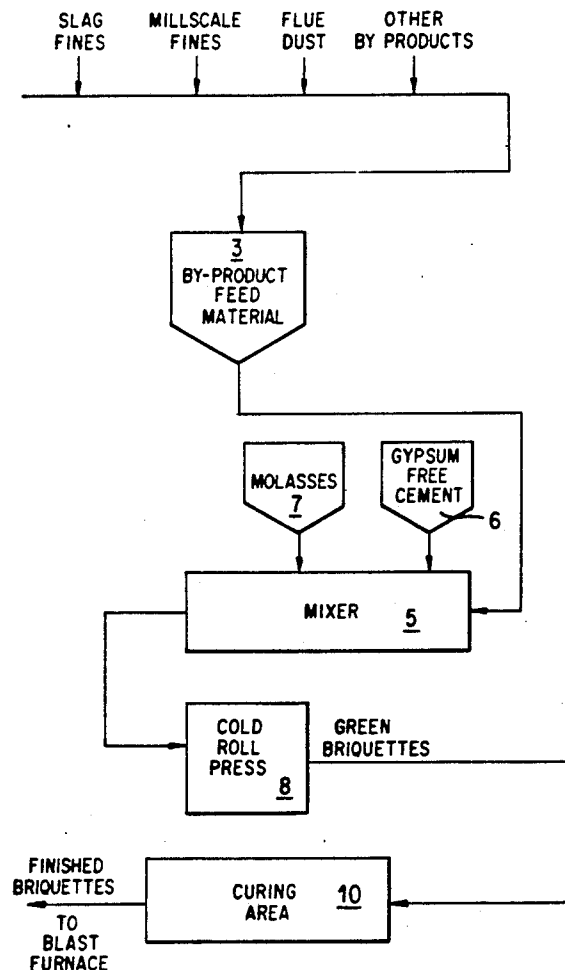 SLAG FINES
MILLSCALE FINES
FLUE DUST
OTHER BY PRODUCTS
3
BY-PRODUCT
FEED
MATERIAL
MOLASSES
7
GYPSUM
FREE
CEMENT
6
MIXER
5
COLD
ROLL
PRESS
8
GREEN
BRIQUETTES
CURING
AREA
10
FINISHED
BRIQUETTES
TO
BLAST
FURNACE